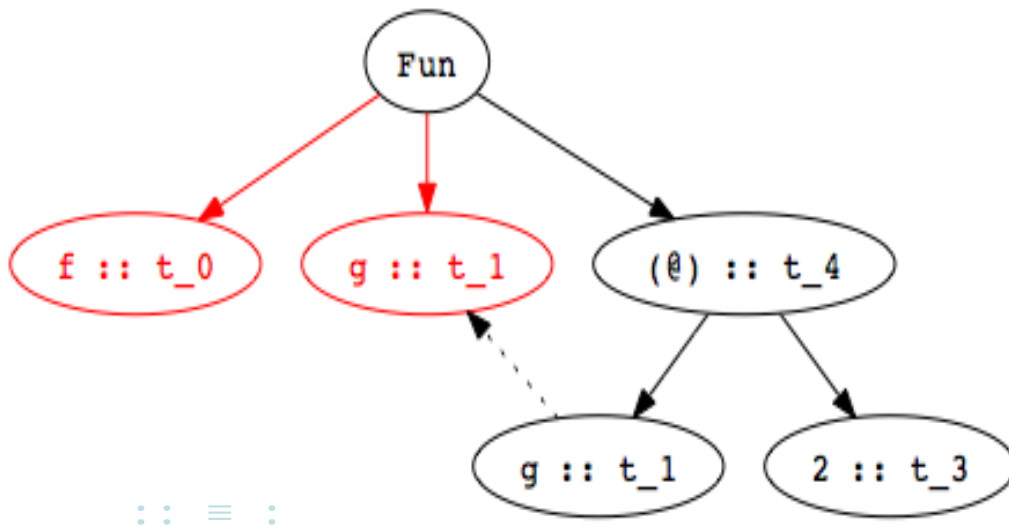 Fun
f :: t_0
g :: t_1
(@) :: t_4
g :: t_1
2 :: t_3
:: ≡ :